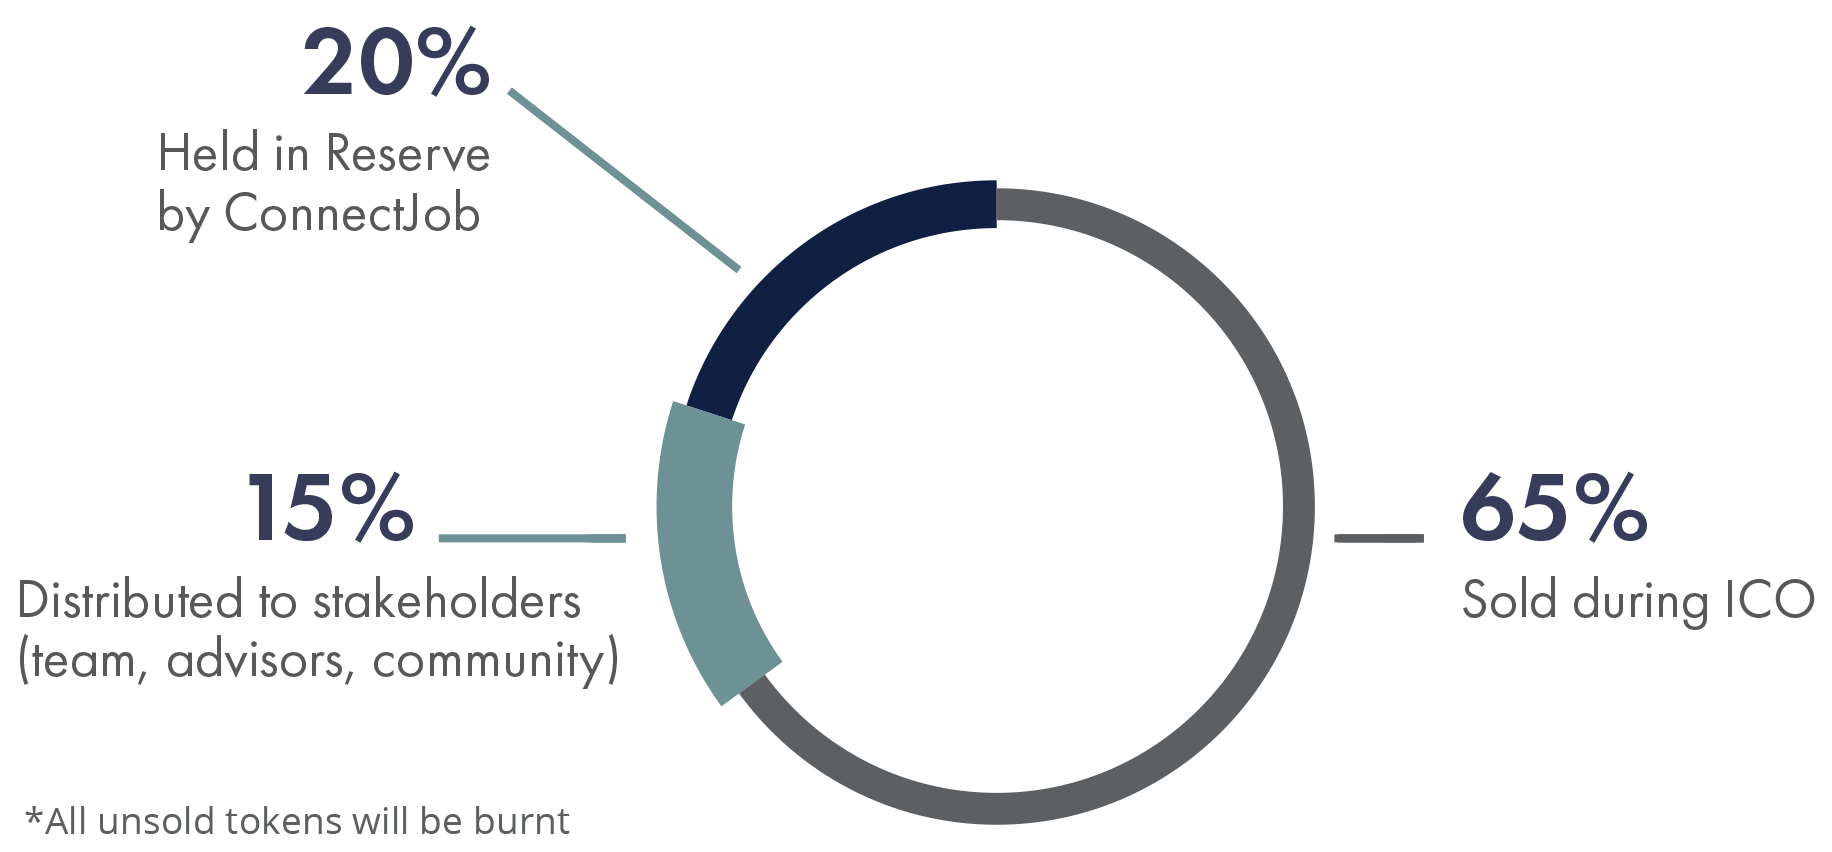 20%
Held in Reserve
by ConnectJob
15%
Distributed to stakeholders
(team, advisors, community)
65%
Sold during ICO
*All unsold tokens will be burnt